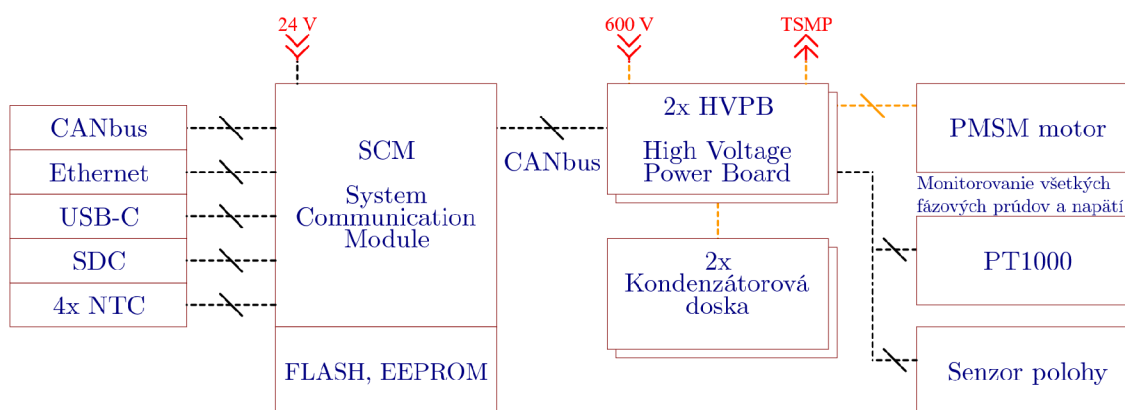 24 V
600 V
TSMP
CANbus
Ethernet
USB-C
SDC
4x NTC
SCM
System
Communication
Module
FLASH, EEPROM
CANbus
2x HVPB
High Voltage
Power Board
2x
Kondenzátorová
doska
PMSM motor
Monitorovanie všetkých
fázových prúdov a napätí
PT1000
Senzor polohy